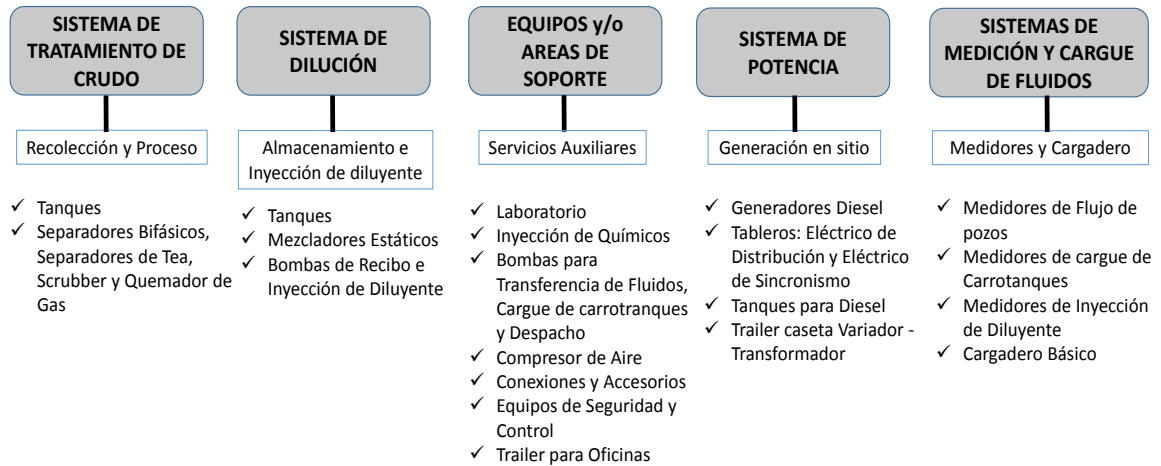 SISTEMA DE
TRATAMIENTO DE
CRUDO
Recolección y Proceso
✓ Tanques
✓ Separadores Bifásicos,
Separadores de Tea,
Scrubber y Quemador de
Gas
SISTEMA DE
DILUCIÓN
Almacenamiento e
Inyección de diluyente
✓ Tanques
✓ Mezcladores Estáticos
✓ Bombas de Recibo e
Inyección de Diluyente
EQUIPOS y/o
AREAS DE
SOPORTE
Servicios Auxiliares
✓ Laboratorio
✓ Inyección de Químicos
✓ Bombas para
Transferencia de Fluidos,
Cargue de carrotranques
y Despacho
✓ Compresor de Aire
✓ Conexiones y Accesorios
✓ Equipos de Seguridad y
Control
✓ Trailer para Oficinas
SISTEMA DE
POTENCIA
Generación en sitio
✓ Generadores Diesel
✓ Tableros: Eléctrico de
Distribución y Eléctrico
de Sincronismo
✓ Tanques para Diesel
✓ Trailer caseta Variador -
Transformador
SISTEMAS DE
MEDICIÓN Y CARGUE
DE FLUIDOS
Medidores y Cargadero
✓ Medidores de Flujo de
pozos
✓ Medidores de cargue de
Carrotanques
✓ Medidores de Inyección
de Diluyente
✓ Cargadero Básico